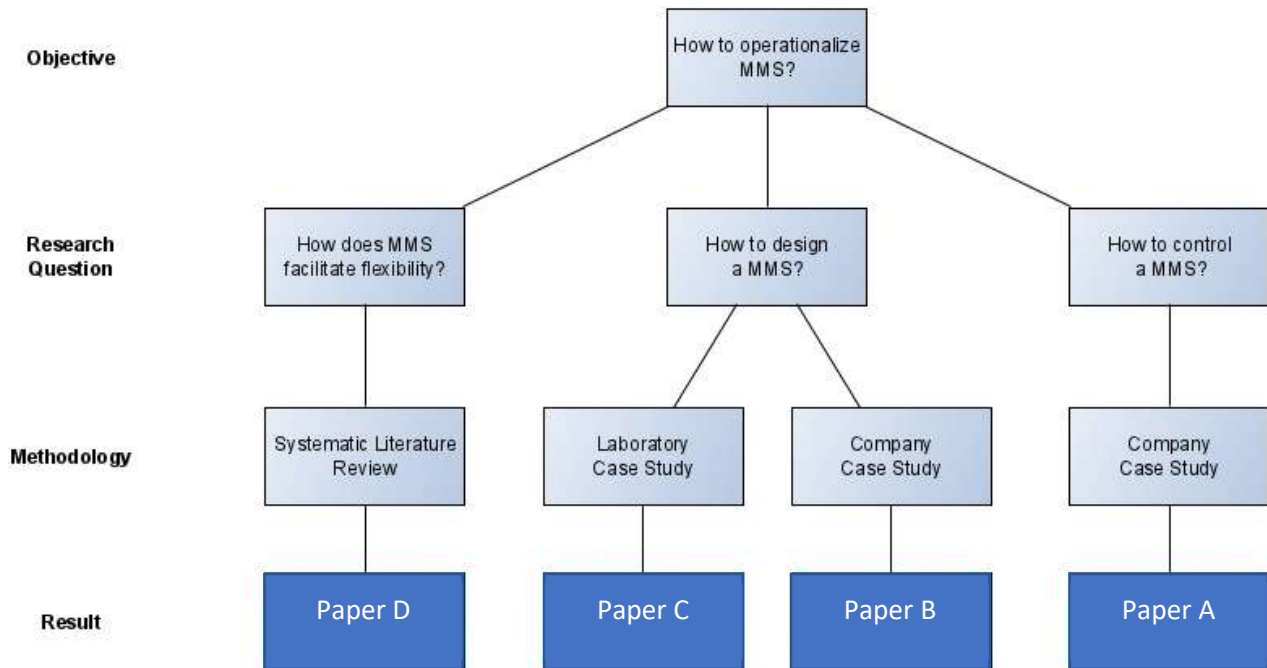 Objective
How to operationalize
MMS?
Research
Question
How does MMS
facilitate flexibility?
How to design
a MMS?
How to control
a MMS?
Methodology
Systematic Literature
Review
Laboratory
Case Study
Company
Case Study
Company
Case Study
Result
Paper D
Paper C
Paper B
Paper A